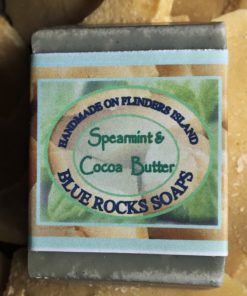 HANDMADE ON FLINDERS ISLAND
Spearmint &
Cocoa Butter
BLUE ROCKS SOAPS